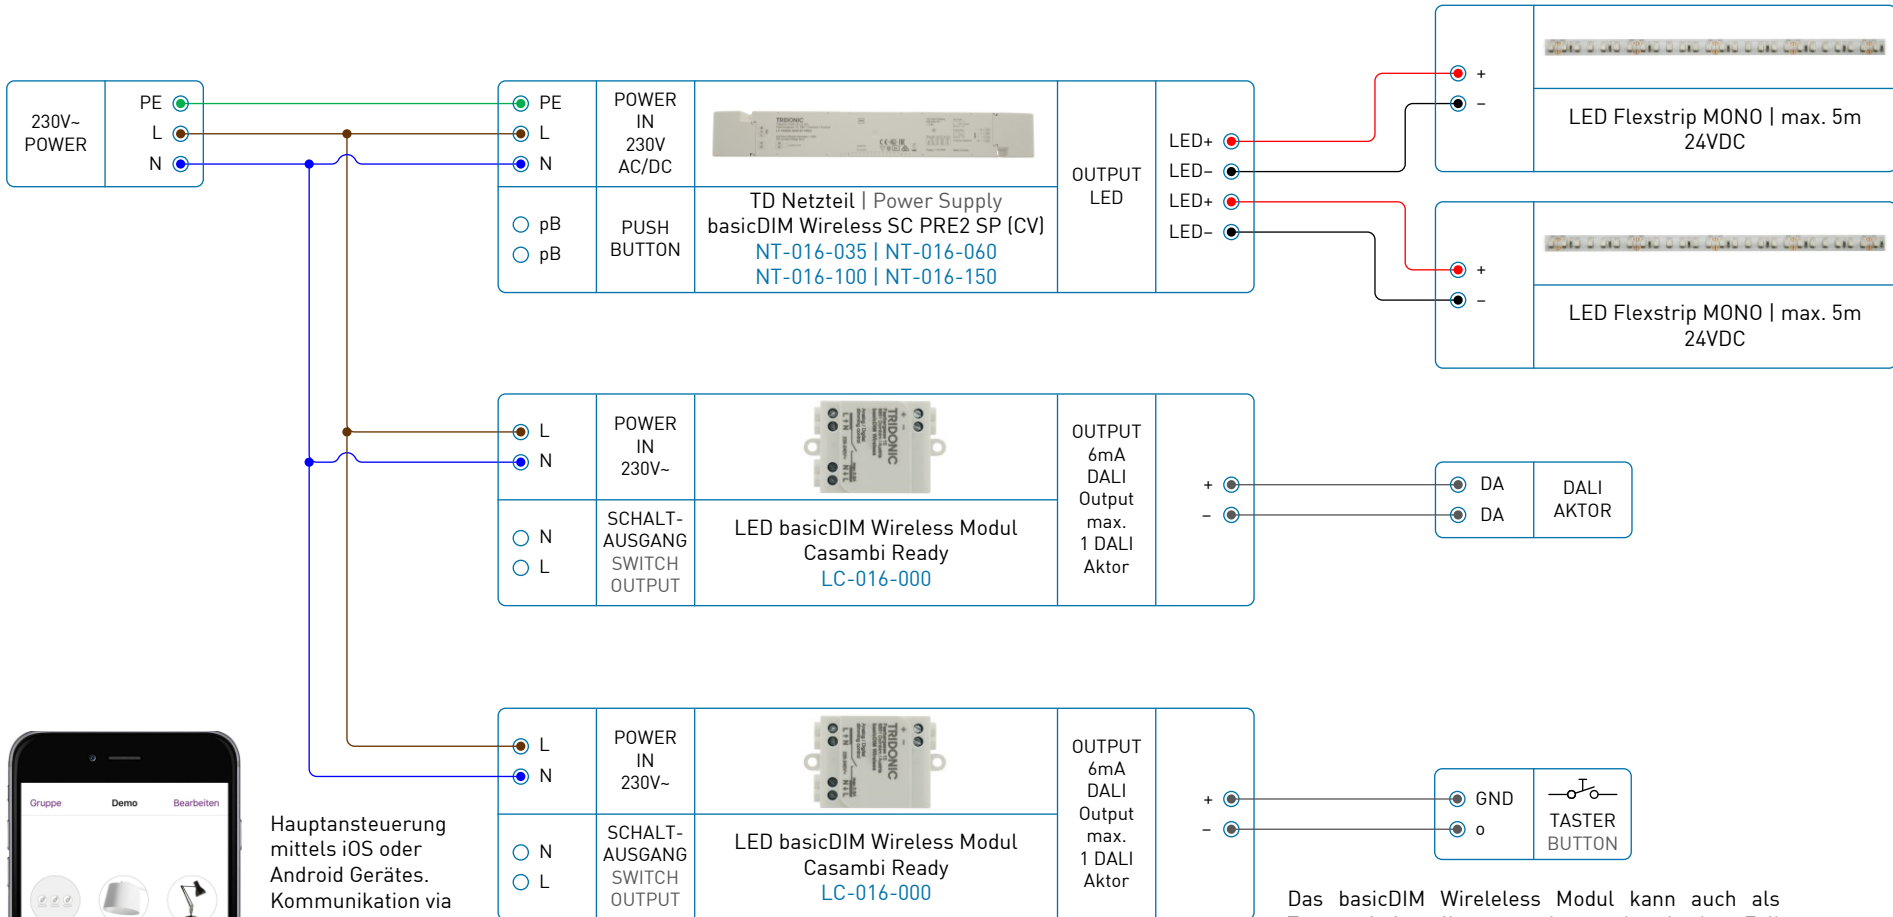 230V~
POWER
PE
L
N
PE
L
N
POWER
IN
230V
AC/DC
TRIDONIC
pB
pB
PUSH
BUTTON
TD Netzteil | Power Supply
basicDIM Wireless SC PRE2 SP (CV)
NT-016-035 | NT-016-060
NT-016-100 | NT-016-150
OUTPUT
LED
LED+
LED–
LED+
LED–
+
–
LED Flexstrip MONO | max. 5m
24VDC
+
–
LED Flexstrip MONO | max. 5m
24VDC
L
N
POWER
IN
230V~
TRIDONIC
N
L
SCHALT-
AUSGANG
SWITCH
OUTPUT
LED basicDIM Wireless Modul
Casambi Ready
LC-016-000
OUTPUT
6mA
DALI
Output
max.
1 DALI
Aktor
+
–
DA
DA
DALI
AKTOR
L
N
POWER
IN
230V~
TRIDONIC
N
L
SCHALT-
AUSGANG
SWITCH
OUTPUT
LED basicDIM Wireless Modul
Casambi Ready
LC-016-000
OUTPUT
6mA
DALI
Output
max.
1 DALI
Aktor
+
–
GND
o
TASTER
BUTTON
Gruppe Demo Bearbeiten
Hauptansteuerung
mittels iOS oder
Android Gerätes.
Kommunikation via
Das basicDIM Wireleless Modul kann auch als